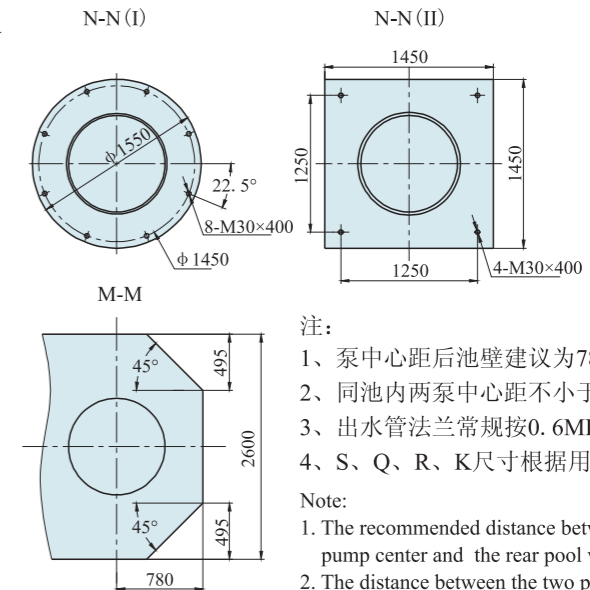 N-N(I)
N-N(II)
φ1550
22.5°
8-M30×400
φ1450
1450
1250
1450
1250
4-M30×400
M-M
45°
495
2600
45°
495
780
注：
1、泵中心距后池壁建议为78
2、同池内两泵中心距不小于
3、出水管法兰常规按0.6M
4、S、Q、R、K尺寸根据用
Note:
1. The recommended distance betw
pump center and the rear pool
2. The distance between the two p